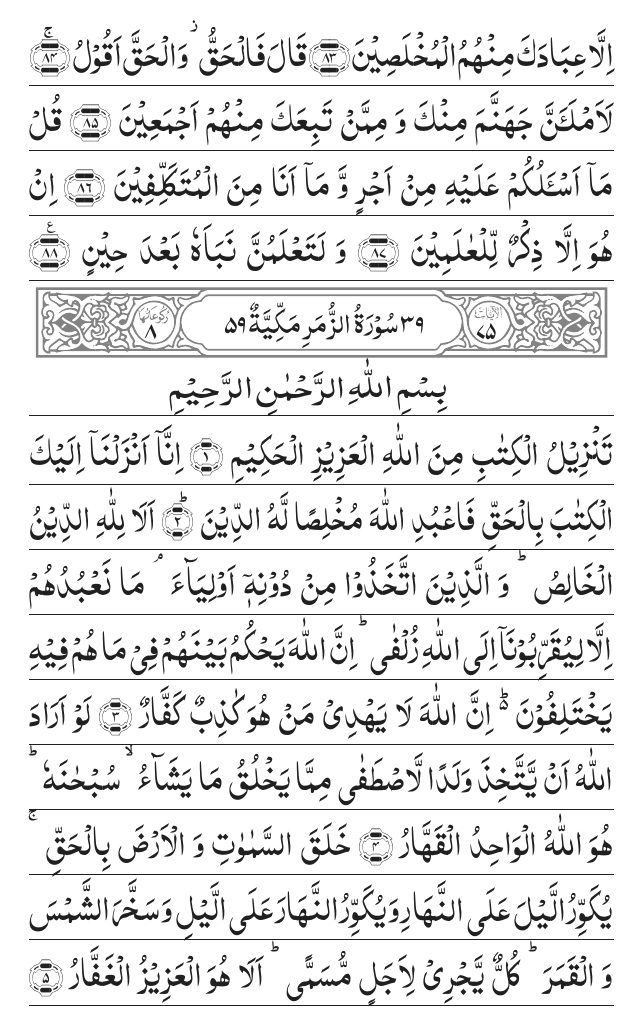 اِلَّا عِبَادَكَ مِنْهُمُ الْمُخْلَصِيْنَ ﴿۸۳﴾ قَالَ فَالْحَقُّ ۫ وَالْحَقَّ اَقُوْلُ ﴿ۚ۸۴﴾
لَاَمْلَـَٔنَّ جَهَنَّمَ مِنْكَ وَ مِمَّنْ تَبِعَكَ مِنْهُمْ اَجْمَعِيْنَ ﴿۸۵﴾ قُلْ
مَاۤ اَسْـَٔلُكُمْ عَلَيْهِ مِنْ اَجْرٍ وَّ مَاۤ اَنَا مِنَ الْمُتَكَلِّفِيْنَ ﴿۸۶﴾ اِنْ
هُوَ اِلَّا ذِكْرٌ لِّلْعٰلَمِيْنَ ﴿۸۷﴾ وَ لَتَعْلَمُنَّ نَبَاَهٗ بَعْدَ حِيْنٍ ﴿۸۸﴾ ع
اٰلآیَاتُ ۷۵ ۳۹ سُوْرَةُ الزُّمَرِ مَكِّيَّةٌ ۵۹ رُكُوْعَاتُهَا ۸
بِسْمِ اللّٰهِ الرَّحْمٰنِ الرَّحِيْمِ
تَنْزِيْلُ الْكِتٰبِ مِنَ اللّٰهِ الْعَزِيْزِ الْحَكِيْمِ ﴿۱﴾ اِنَّاۤ اَنْزَلْنَاۤ اِلَيْكَ
الْكِتٰبَ بِالْحَقِّ فَاعْبُدِ اللّٰهَ مُخْلِصًا لَّهُ الدِّيْنَ ﴿ؕ۲﴾ اَلَا لِلّٰهِ الدِّيْنُ
الْخَالِصُ ؕ وَ الَّذِيْنَ اتَّخَذُوْا مِنْ دُوْنِهٖۤ اَوْلِيَآءَ ۘ مَا نَعْبُدُهُمْ
اِلَّا لِيُقَرِّبُوْنَاۤ اِلَى اللّٰهِ زُلْفٰى ؕ اِنَّ اللّٰهَ يَحْكُمُ بَيْنَهُمْ فِيْ مَا هُمْ فِيْهِ
يَخْتَلِفُوْنَ ۬ؕ اِنَّ اللّٰهَ لَا يَهْدِيْ مَنْ هُوَ كٰذِبٌ كَفَّارٌ ﴿۳﴾ لَوْ اَرَادَ
اللّٰهُ اَنْ يَّتَّخِذَ وَلَدًا لَّاصْطَفٰى مِمَّا يَخْلُقُ مَا يَشَآءُ ۙ سُبْحٰنَهٗ ؕ
هُوَ اللّٰهُ الْوَاحِدُ الْقَهَّارُ ﴿۴﴾ خَلَقَ السَّمٰوٰتِ وَ الْاَرْضَ بِالْحَقِّ ۚ
يُكَوِّرُ الَّيْلَ عَلَى النَّهَارِ وَ يُكَوِّرُ النَّهَارَ عَلَى الَّيْلِ وَ سَخَّرَ الشَّمْسَ
وَ الْقَمَرَ ؕ كُلٌّ يَّجْرِيْ لِاَجَلٍ مُّسَمًّى ؕ اَلَا هُوَ الْعَزِيْزُ الْغَفَّارُ ﴿۵﴾